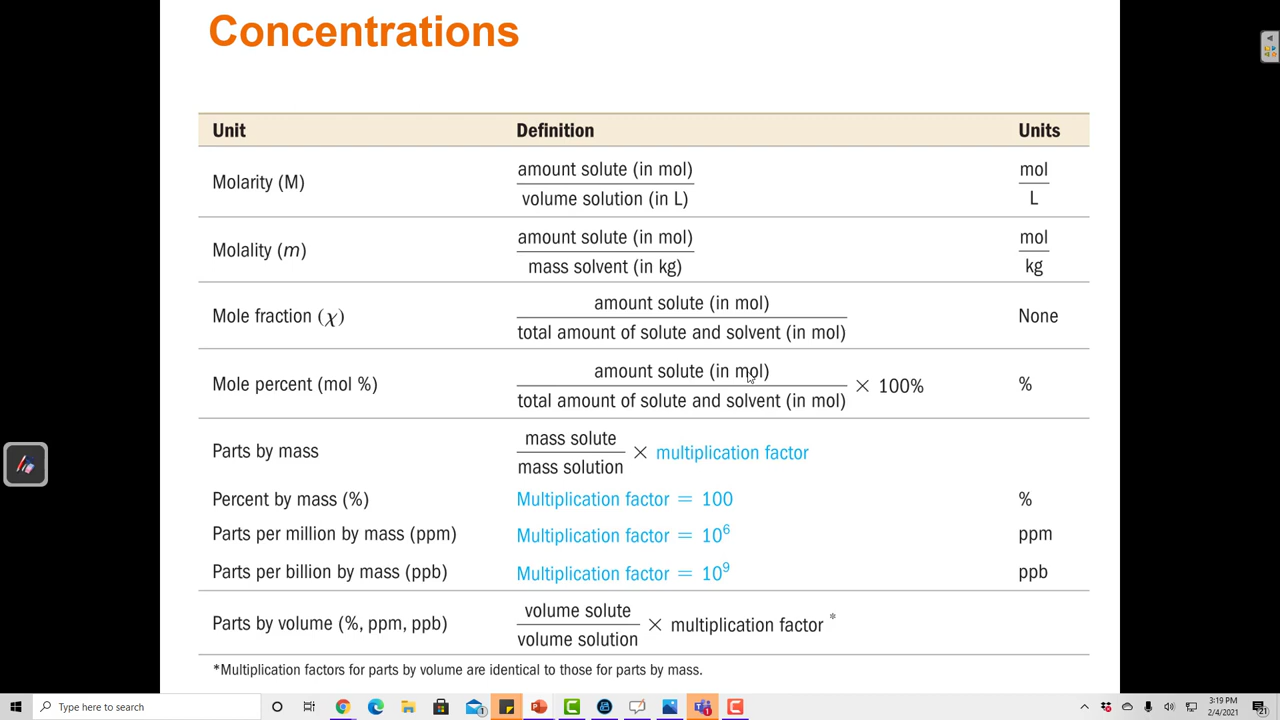 Concentrations
Unit Definition Units
Molarity (M) amount solute (in mol) mol
volume solution (in L) L
Molality (m) amount solute (in mol) mol
mass solvent (in kg) kg
Mole fraction (χ) amount solute (in mol) None
total amount of solute and solvent (in mol)
Mole percent (mol %) amount solute (in mol) × 100% %
total amount of solute and solvent (in mol)
Parts by mass mass solute × multiplication factor
mass solution
Percent by mass (%) Multiplication factor = 100 %
Parts per million by mass (ppm) Multiplication factor = 10⁶ ppm
Parts per billion by mass (ppb) Multiplication factor = 10⁹ ppb
Parts by volume (%, ppm, ppb) volume solute × multiplication factor *
volume solution
*Multiplication factors for parts by volume are identical to those for parts by mass.
Type here to search
3:19 PM
2/4/2021
21